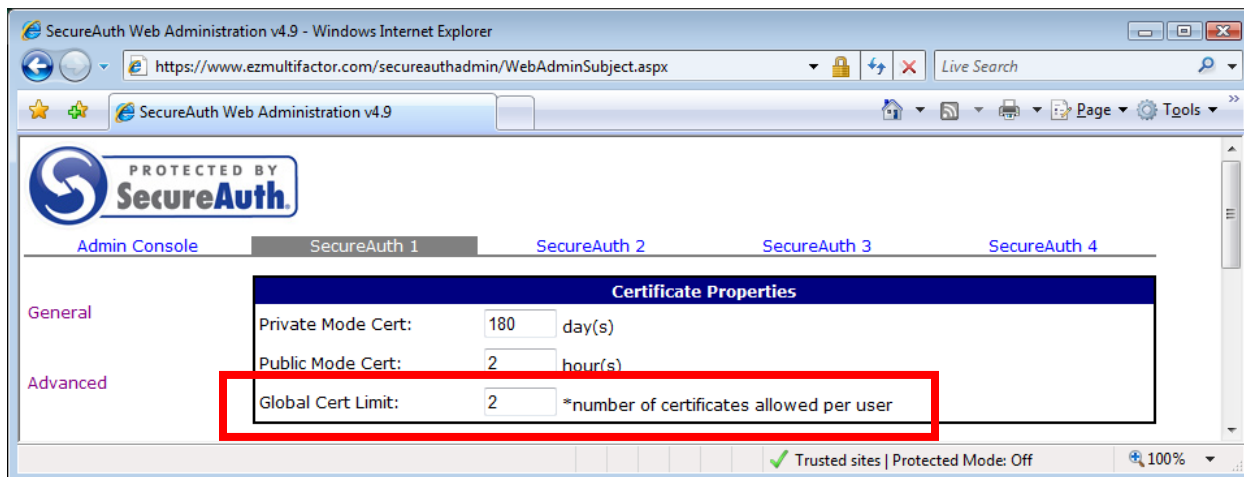 SecureAuth Web Administration v4.9 - Windows Internet Explorer
https://www.ezmultifactor.com/secureauthadmin/WebAdminSubject.aspx Live Search
SecureAuth Web Administration v4.9 Page Tools »
PROTECTED BY
SecureAuth®
Admin Console SecureAuth 1 SecureAuth 2 SecureAuth 3 SecureAuth 4
Certificate Properties
General
Private Mode Cert: 180 day(s)
Public Mode Cert: 2 hour(s)
Advanced
Global Cert Limit: 2 *number of certificates allowed per user
Trusted sites | Protected Mode: Off 100%